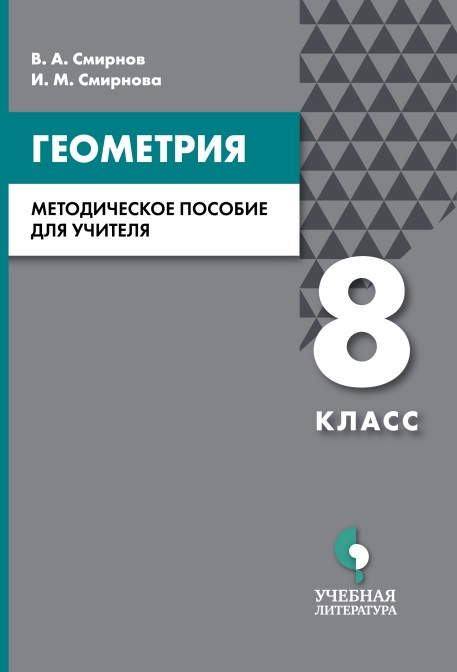 В. А. Смирнов
И. М. Смирнова
ГЕОМЕТРИЯ
МЕТОДИЧЕСКОЕ ПОСОБИЕ
ДЛЯ УЧИТЕЛЯ
8
КЛАСС
УЧЕБНАЯ
ЛИТЕРАТУРА